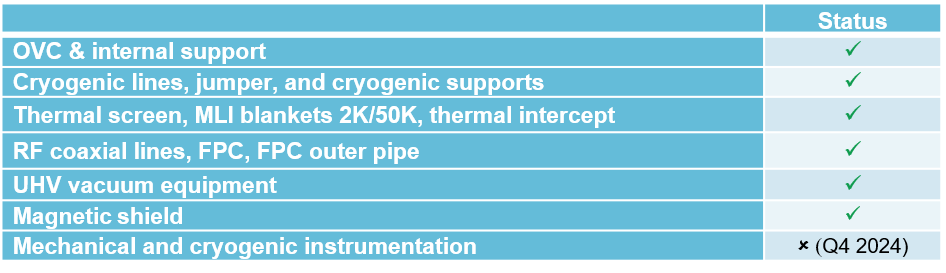 Status
OVC & internal support ✓
Cryogenic lines, jumper, and cryogenic supports ✓
Thermal screen, MLI blankets 2K/50K, thermal intercept ✓
RF coaxial lines, FPC, FPC outer pipe ✓
UHV vacuum equipment ✓
Magnetic shield ✓
Mechanical and cryogenic instrumentation ✘ (Q4 2024)